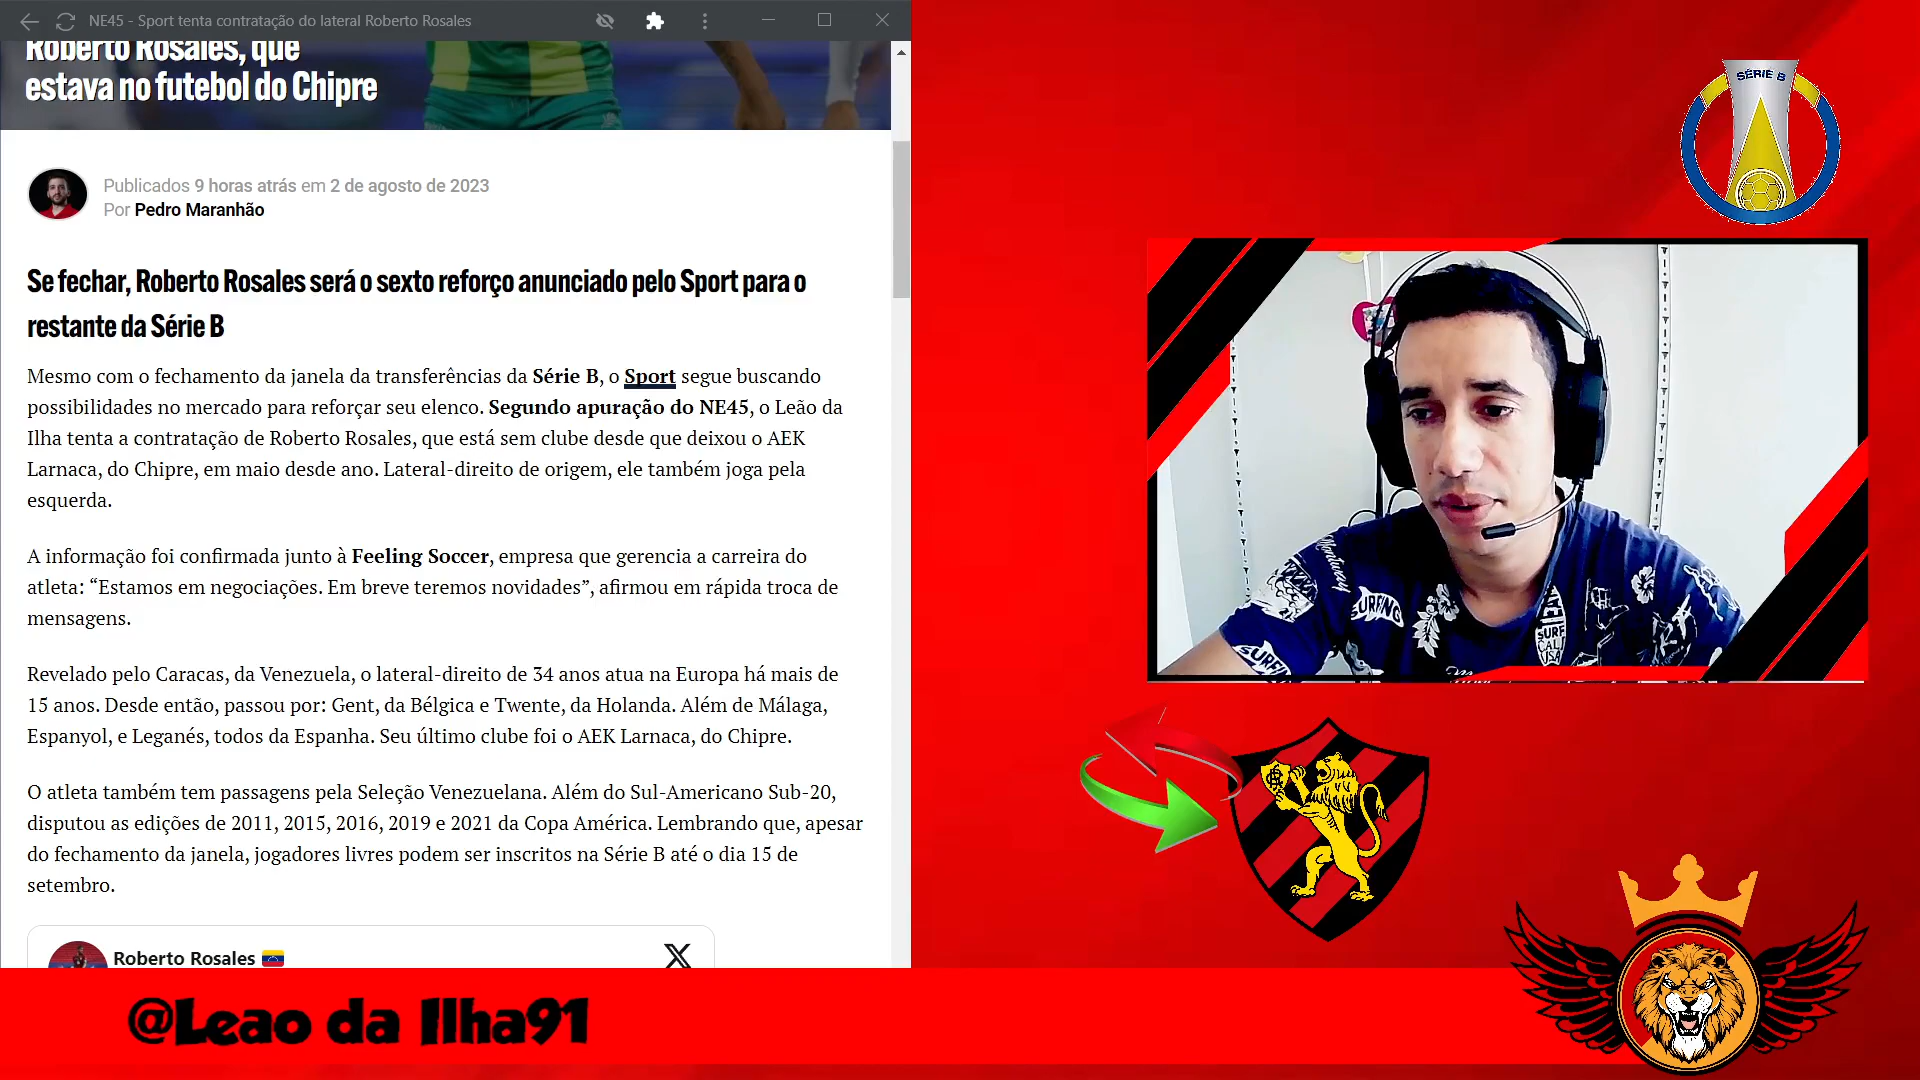 NE45 - Sport tenta contratação do lateral Roberto Rosales
Roberto Rosales, que
estava no futebol do Chipre
Publicados 9 horas atrás em 2 de agosto de 2023
Por Pedro Maranhão
Se fechar, Roberto Rosales será o sexto reforço anunciado pelo Sport para o
restante da Série B
Mesmo com o fechamento da janela da transferências da Série B, o Sport segue buscando
possibilidades no mercado para reforçar seu elenco. Segundo apuração do NE45, o Leão da
Ilha tenta a contratação de Roberto Rosales, que está sem clube desde que deixou o AEK
Larnaca, do Chipre, em maio desde ano. Lateral-direito de origem, ele também joga pela
esquerda.
A informação foi confirmada junto à Feeling Soccer, empresa que gerencia a carreira do
atleta: “Estamos em negociações. Em breve teremos novidades”, afirmou em rápida troca de
mensagens.
Revelado pelo Caracas, da Venezuela, o lateral-direito de 34 anos atua na Europa há mais de
15 anos. Desde então, passou por: Gent, da Bélgica e Twente, da Holanda. Além de Málaga,
Espanyol, e Leganés, todos da Espanha. Seu último clube foi o AEK Larnaca, do Chipre.
O atleta também tem passagens pela Seleção Venezuelana. Além do Sul-Americano Sub-20,
disputou as edições de 2011, 2015, 2016, 2019 e 2021 da Copa América. Lembrando que, apesar
do fechamento da janela, jogadores livres podem ser inscritos na Série B até o dia 15 de
setembro.
Roberto Rosales
SÉRIE B
SURFING
SURF
CALI
USA
SURFI
@Leao da Ilha91